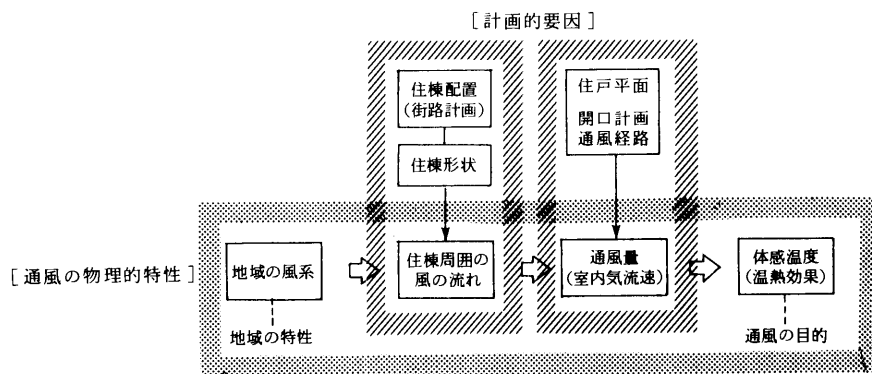 [計画的要因]
住棟配置
(街路計画)
住棟形状
住戸平面
開口計画
通風経路
[通風の物理的特性]
地域の風系
住棟周囲の
風の流れ
通風量
(室内気流速)
体感温度
(温熱効果)
地域の特性
通風の目的